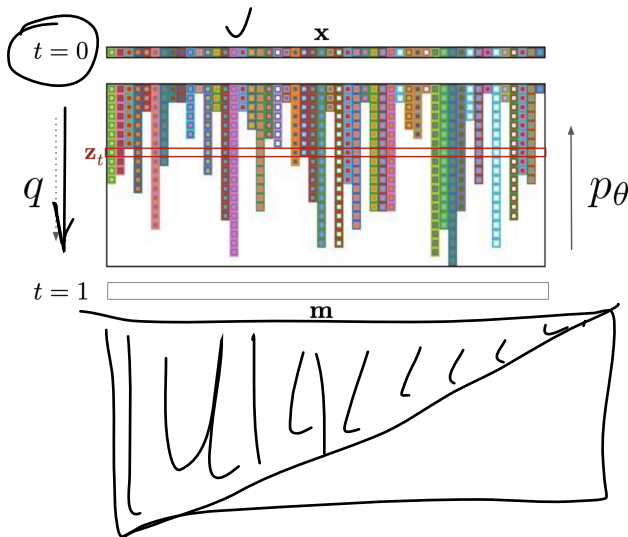 t = 0 x
z_t
q p_θ
t = 1
m